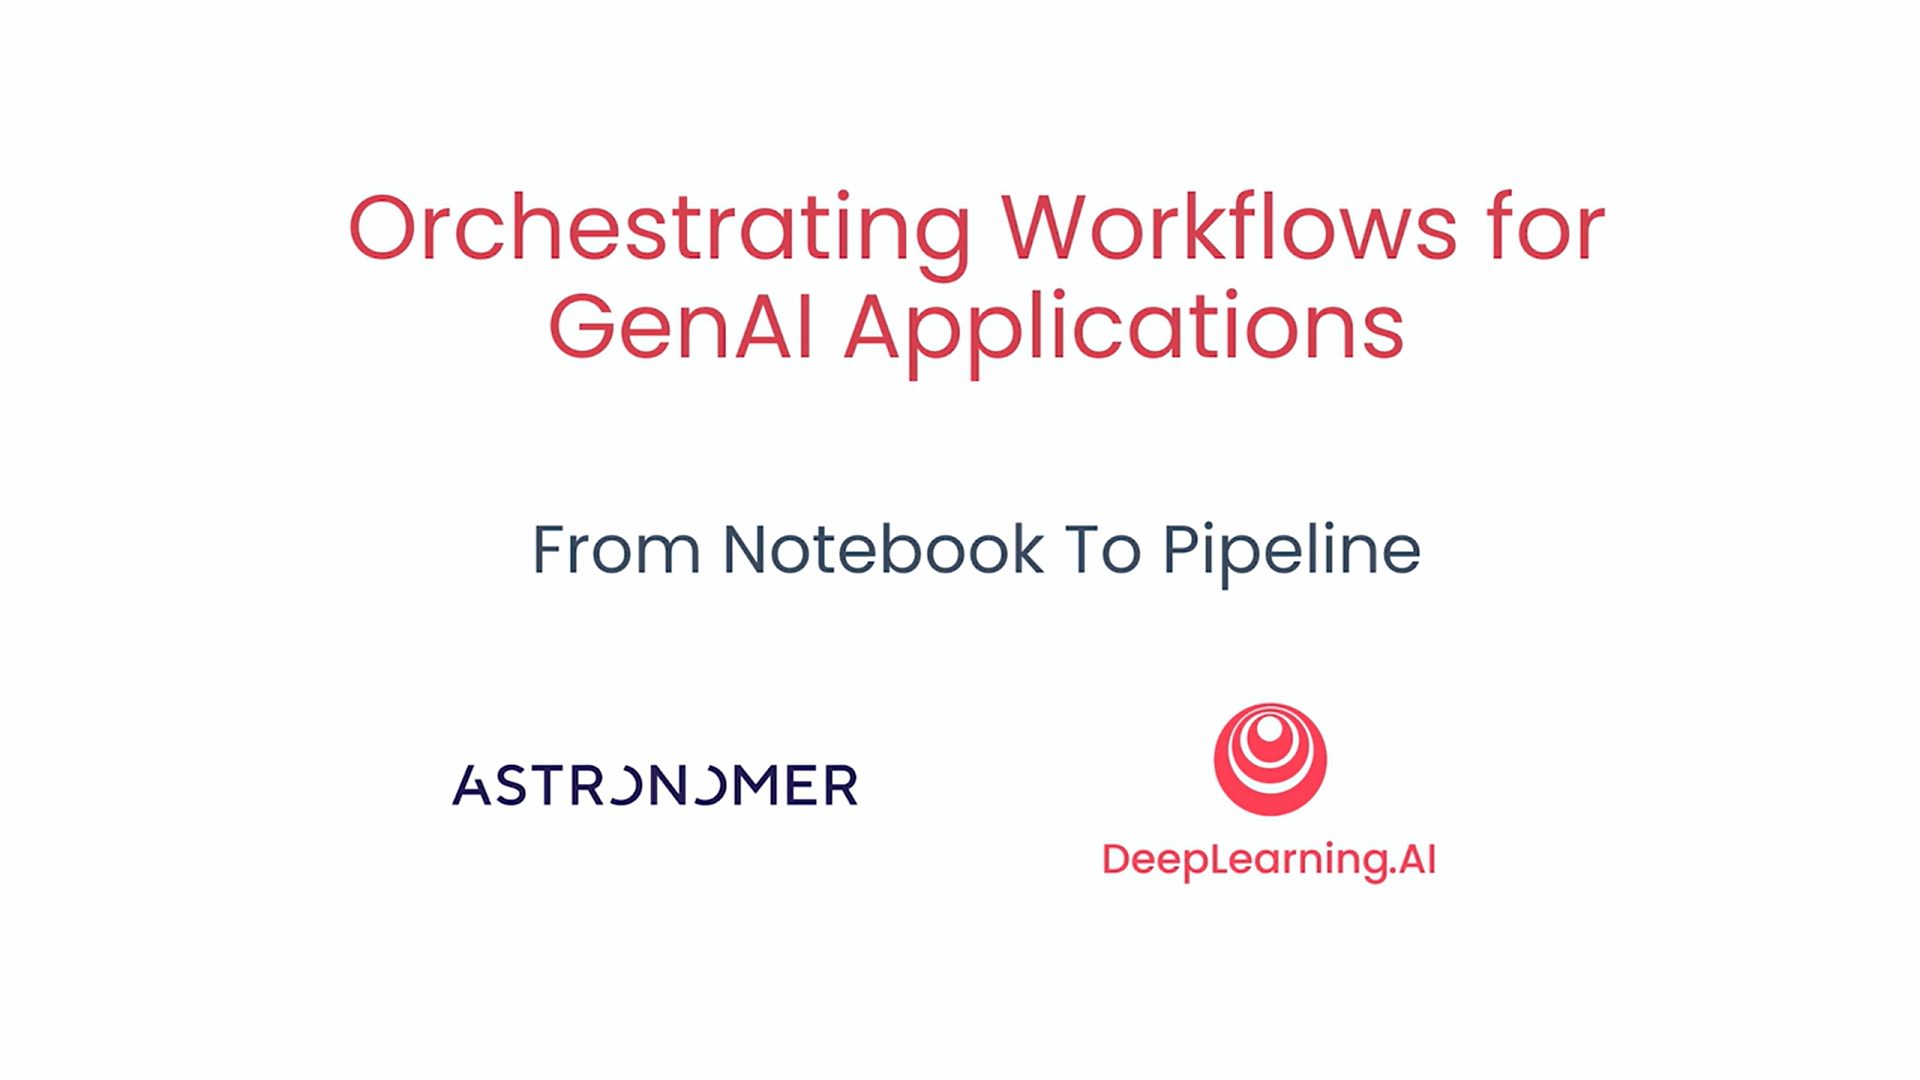 Orchestrating Workflows for
GenAI Applications
From Notebook To Pipeline
ASTRONOMER
DeepLearning.AI